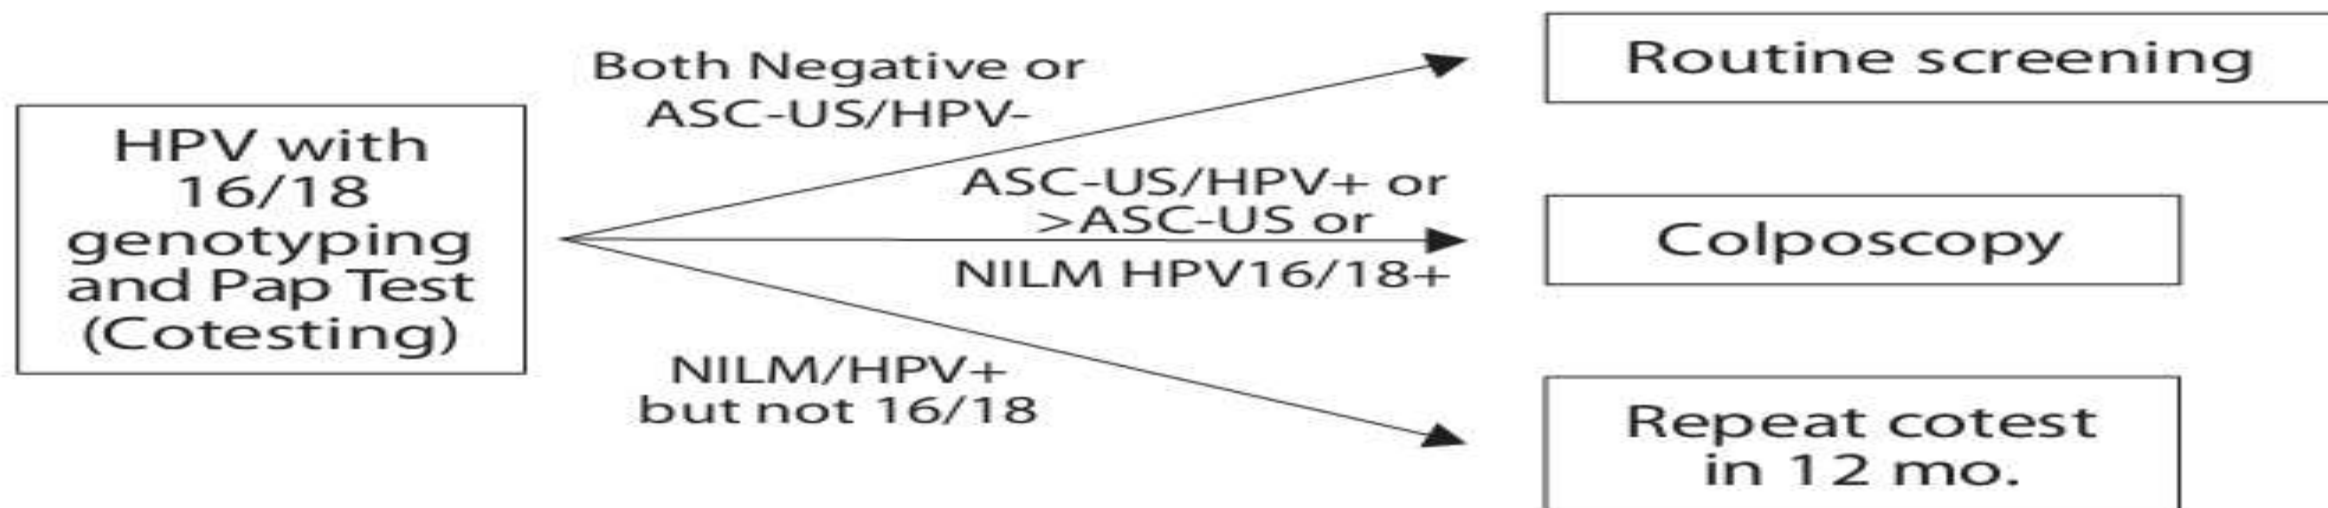 HPV with
16/18
genotyping
and Pap Test
(Cotesting)
Both Negative or
ASC-US/HPV-
Routine screening
ASC-US/HPV+ or
>ASC-US or
NILM HPV16/18+
Colposcopy
NILM/HPV+
but not 16/18
Repeat cotest
in 12 mo.